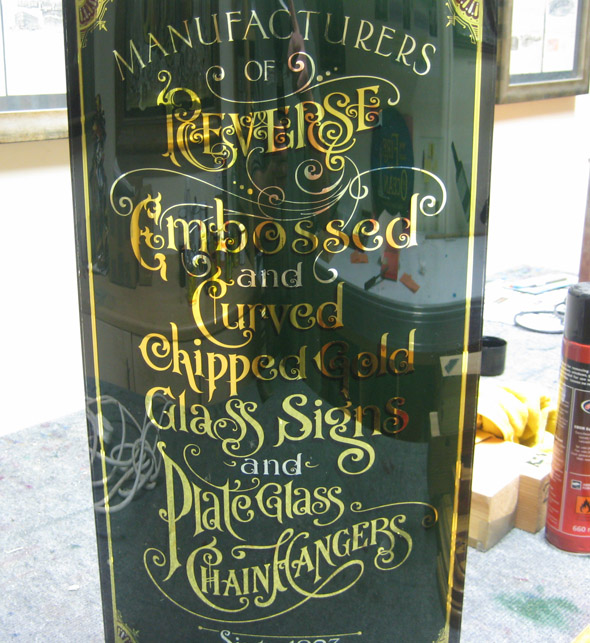 MANUFACTURERS
OF
REVERSE
Embossed
and
Curved
Chipped Gold
Glass Signs
and
Plate Glass
CHAIN HANGERS